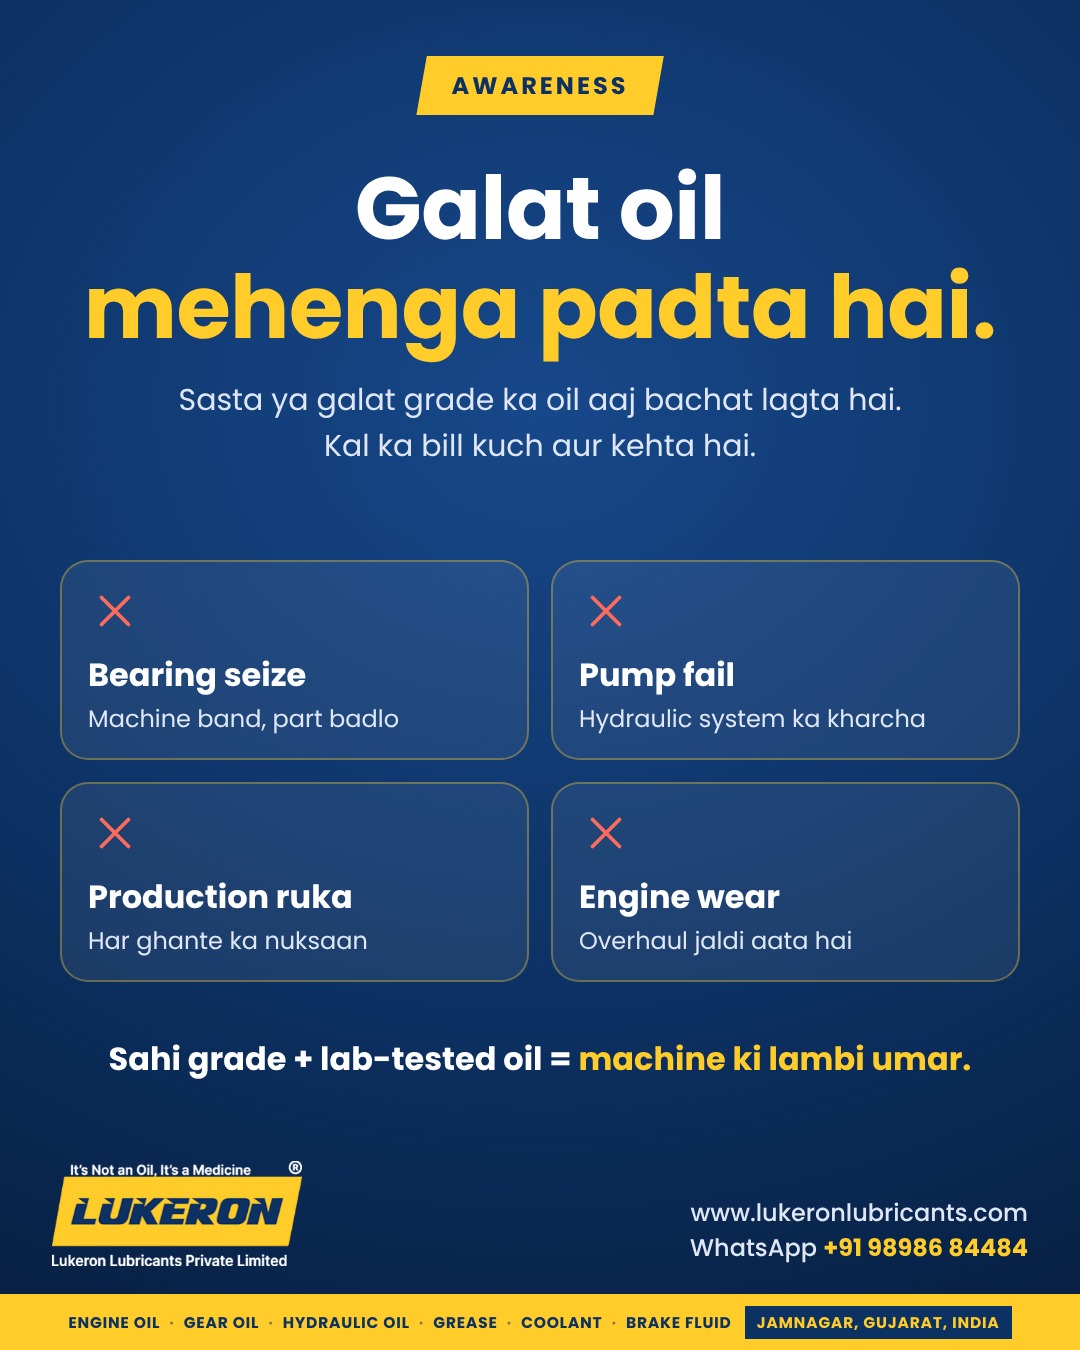 AWARENESS
Galat oil
mehenga padta hai.
Sasta ya galat grade ka oil aaj bachat lagta hai.
Kal ka bill kuch aur kehta hai.
Bearing seize
Machine band, part badlo
Pump fail
Hydraulic system ka kharcha
Production ruka
Har ghante ka nuksaan
Engine wear
Overhaul jaldi aata hai
Sahi grade + lab-tested oil = machine ki lambi umar.
It's Not an Oil, It's a Medicine ®
LUKERON
Lukeron Lubricants Private Limited
www.lukeronlubricants.com
WhatsApp +91 98986 84484
ENGINE OIL · GEAR OIL · HYDRAULIC OIL · GREASE · COOLANT · BRAKE FLUID JAMNAGAR, GUJARAT, INDIA